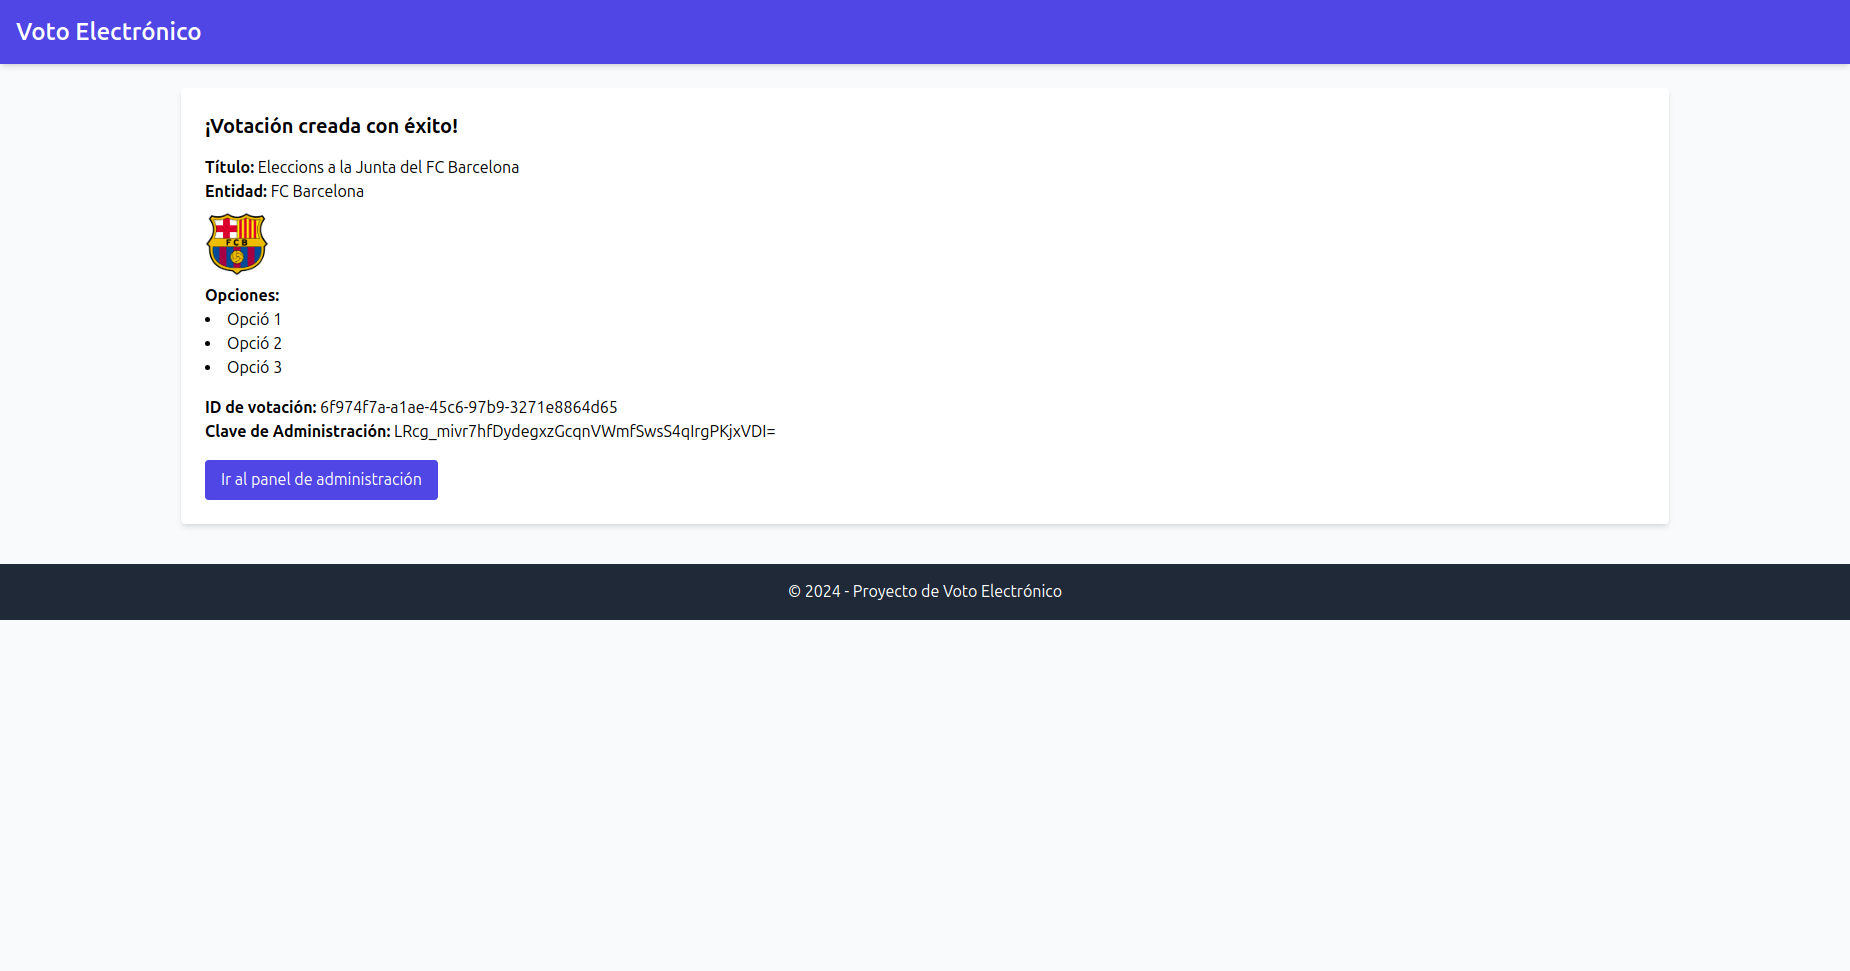 Voto Electrónico
¡Votación creada con éxito!
Título: Eleccions a la Junta del FC Barcelona
Entidad: FC Barcelona
FCB
Opciones:
• Opció 1
• Opció 2
• Opció 3
ID de votación: 6f974f7a-a1ae-45c6-97b9-3271e8864d65
Clave de Administración: LRcg_mivr7hfDydegxzGcqnVWmfSwsS4qIrgPKjxVDI=
Ir al panel de administración
© 2024 - Proyecto de Voto Electrónico